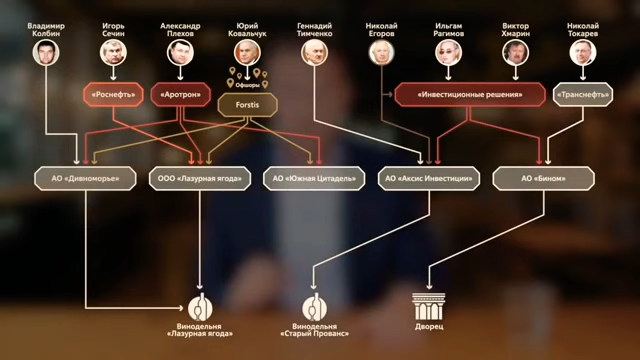 Владимир
Колбин
Игорь
Сечин
Александр
Плехов
Юрий
Ковальчук
Геннадий
Тимченко
Николай
Егоров
Ильгам
Рагимов
Виктор
Хмарин
Николай
Токарев
Офшоры
«Роснефть»
«Аротрон»
Forstis
«Инвестиционные решения»
«Транснефть»
АО «Дивноморье»
ООО «Лазурная ягода»
АО «Южная Цитадель»
АО «Аксис Инвестиции»
АО «Бином»
Винодельня
«Лазурная ягода»
Винодельня
«Старый Прованс»
Дворец